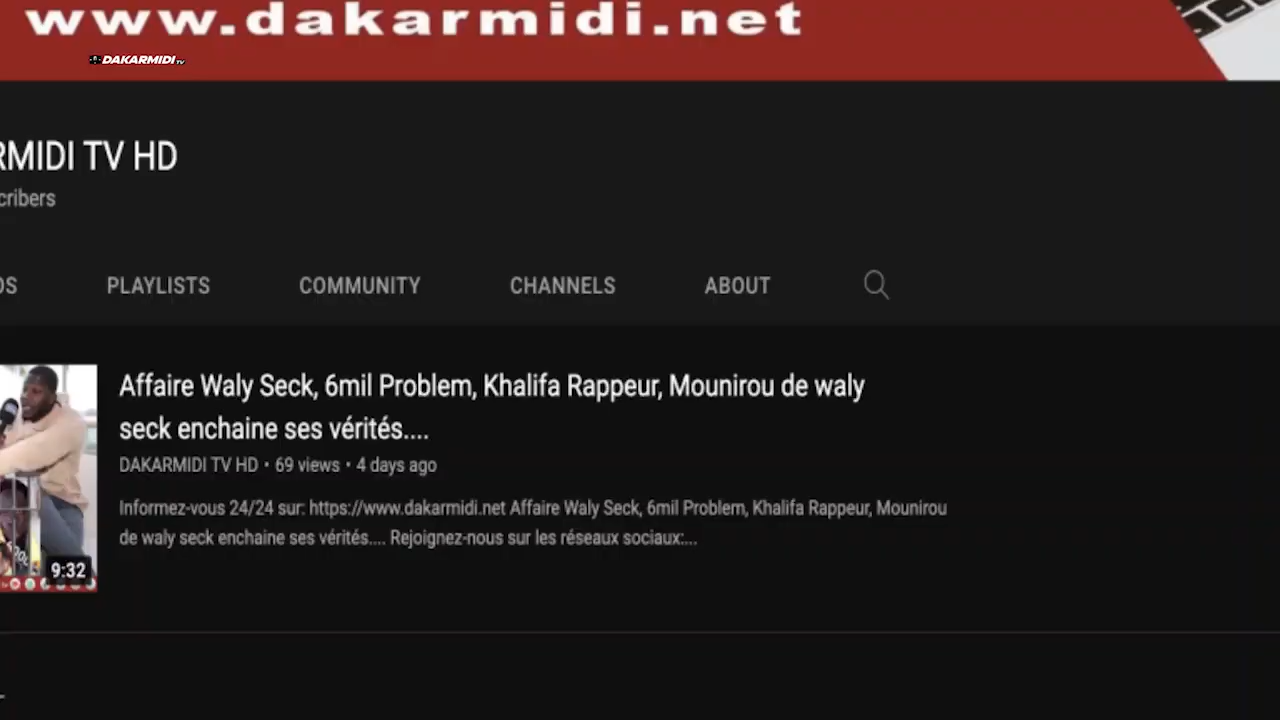 www.dakarmidi.net
DAKARMIDI TV
RMIDI TV HD
cribers
OS
PLAYLISTS
COMMUNITY
CHANNELS
ABOUT
Affaire Waly Seck, 6mil Problem, Khalifa Rappeur, Mounirou de waly
seck enchaine ses vérités....
DAKARMIDI TV HD • 69 views • 4 days ago
Informez-vous 24/24 sur: https://www.dakarmidi.net Affaire Waly Seck, 6mil Problem, Khalifa Rappeur, Mounirou
de waly seck enchaine ses vérités.... Rejoignez-nous sur les réseaux sociaux:...
9:32